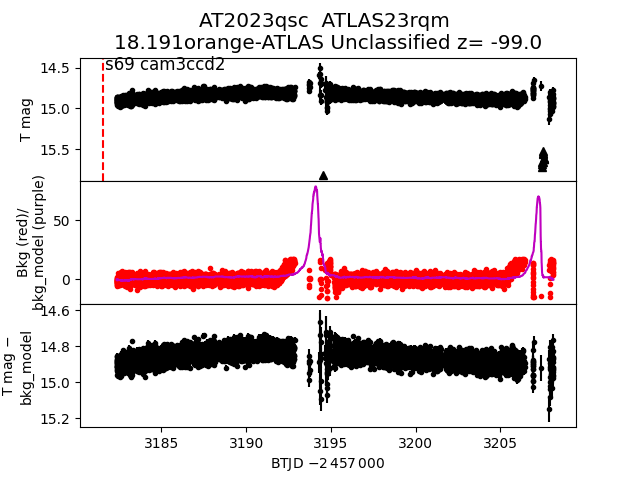 AT2023qsc  ATLAS23rqm
18.191orange-ATLAS Unclassified z= -99.0
s69 cam3ccd2
14.5
15.0
15.5
T mag
50
0
Bkg (red)/
bkg_model (purple)
14.6
14.8
15.0
15.2
T mag −
bkg_model
3185
3190
3195
3200
3205
BTJD −2 457 000